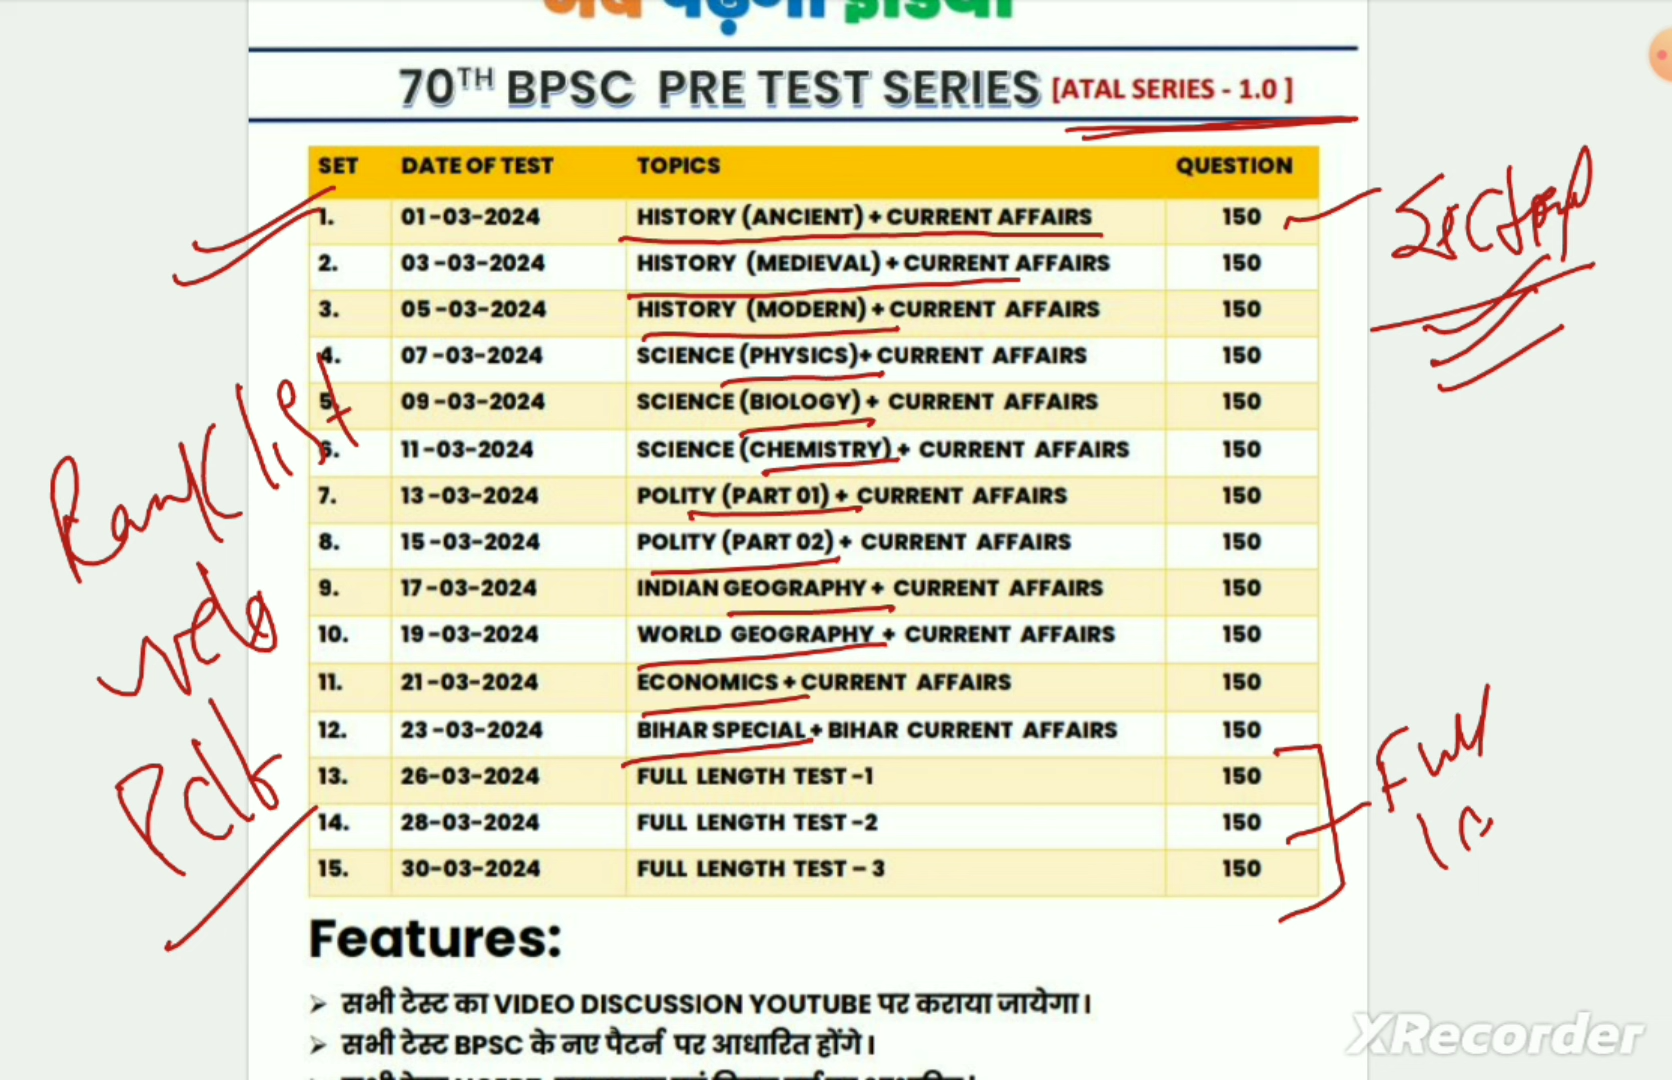 अब पढ़ेगा इंडिया
70TH BPSC PRE TEST SERIES [ATAL SERIES - 1.0 ]
SET DATE OF TEST TOPICS QUESTION
1. 01-03-2024 HISTORY (ANCIENT) + CURRENT AFFAIRS 150
2. 03-03-2024 HISTORY (MEDIEVAL) + CURRENT AFFAIRS 150
3. 05-03-2024 HISTORY (MODERN) + CURRENT AFFAIRS 150
4. 07-03-2024 SCIENCE (PHYSICS)+ CURRENT AFFAIRS 150
5. 09-03-2024 SCIENCE (BIOLOGY) + CURRENT AFFAIRS 150
6. 11-03-2024 SCIENCE (CHEMISTRY) + CURRENT AFFAIRS 150
7. 13-03-2024 POLITY (PART 01) + CURRENT AFFAIRS 150
8. 15-03-2024 POLITY (PART 02) + CURRENT AFFAIRS 150
9. 17-03-2024 INDIAN GEOGRAPHY + CURRENT AFFAIRS 150
10. 19-03-2024 WORLD GEOGRAPHY + CURRENT AFFAIRS 150
11. 21-03-2024 ECONOMICS + CURRENT AFFAIRS 150
12. 23-03-2024 BIHAR SPECIAL + BIHAR CURRENT AFFAIRS 150
13. 26-03-2024 FULL LENGTH TEST -1 150
14. 28-03-2024 FULL LENGTH TEST -2 150
15. 30-03-2024 FULL LENGTH TEST - 3 150
Rank list
Full
Features:
➢ सभी टेस्ट का VIDEO DISCUSSION YOUTUBE पर कराया जायेगा।
➢ सभी टेस्ट BPSC के नए पैटर्न पर आधारित होंगे।
XRecorder